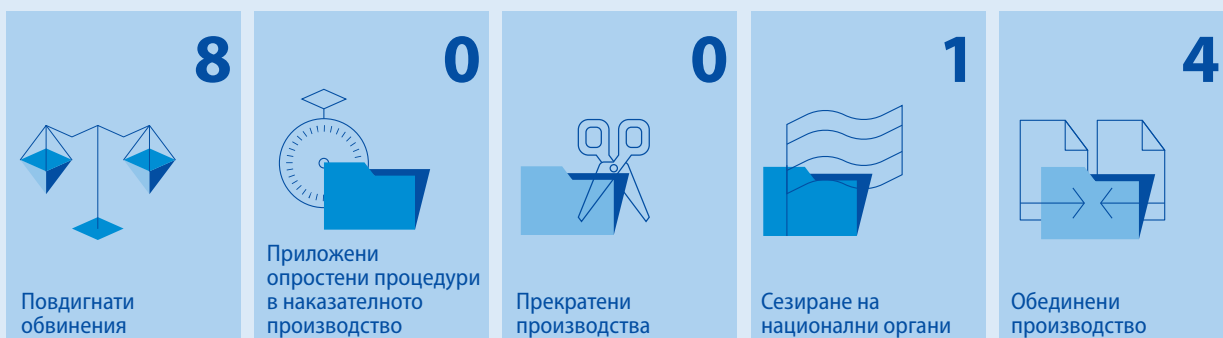 8
Повдигнати
обвинения
0
Приложени
опростени процедури
в наказателното
производство
0
Прекратени
производства
1
Сезиране на
национални органи
4
Обединени
производство